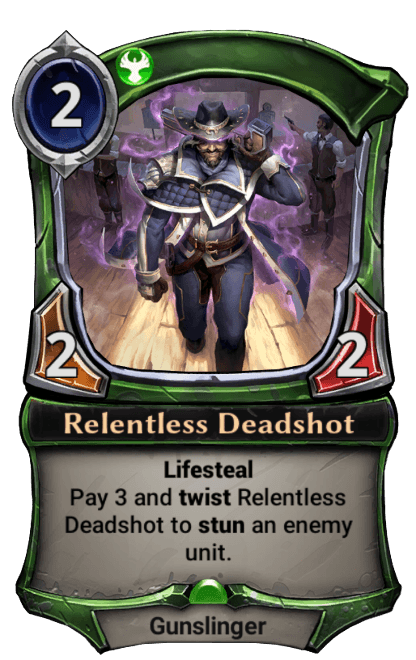 2
2
2
Relentless Deadshot
Lifesteal
Pay 3 and twist Relentless
Deadshot to stun an enemy
unit.
Gunslinger